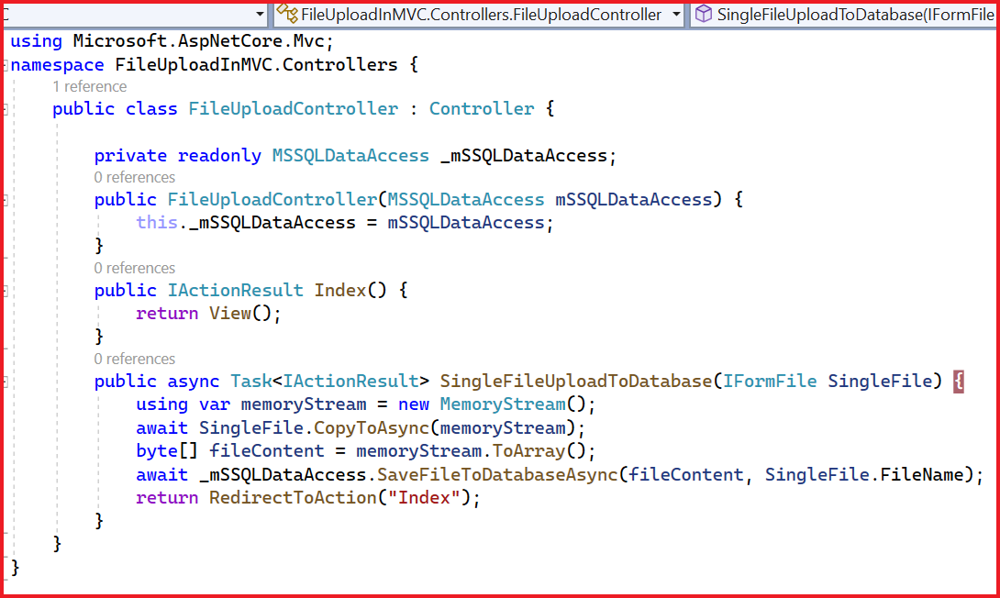 FileUploadInMVC.Controllers.FileUploadController SingleFileUploadToDatabase(IFormFile
using Microsoft.AspNetCore.Mvc;
namespace FileUploadInMVC.Controllers {
1 reference
public class FileUploadController : Controller {
private readonly MSSQLDataAccess _mSSQLDataAccess;
0 references
public FileUploadController(MSSQLDataAccess mSSQLDataAccess) {
this._mSSQLDataAccess = mSSQLDataAccess;
}
0 references
public IActionResult Index() {
return View();
}
0 references
public async Task<IActionResult> SingleFileUploadToDatabase(IFormFile SingleFile) {
using var memoryStream = new MemoryStream();
await SingleFile.CopyToAsync(memoryStream);
byte[] fileContent = memoryStream.ToArray();
await _mSSQLDataAccess.SaveFileToDatabaseAsync(fileContent, SingleFile.FileName);
return RedirectToAction("Index");
}
}
}